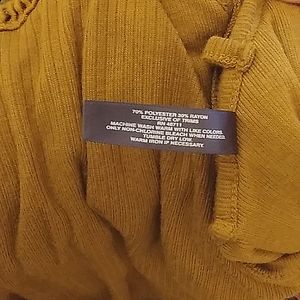 70% POLYESTER 30% RAYON
EXCLUSIVE OF TRIMS
RN 48711
MACHINE WASH WARM WITH LIKE COLORS.
ONLY NON-CHLORINE BLEACH WHEN NEEDED.
TUMBLE DRY LOW.
WARM IRON IF NECESSARY.